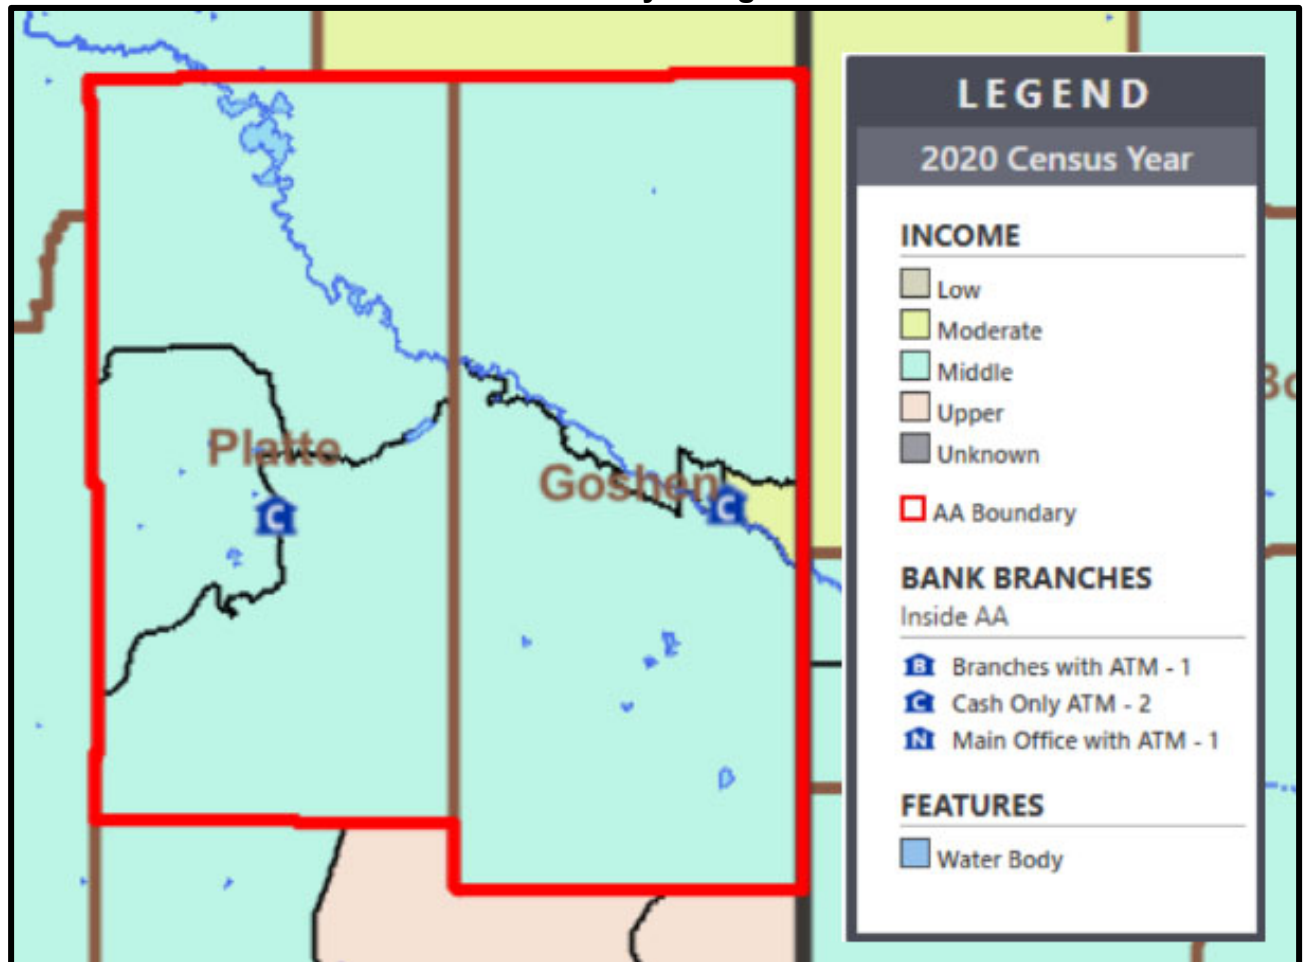 LEGEND
2020 Census Year
INCOME
Low
Moderate
Middle
Upper
Unknown
AA Boundary
BANK BRANCHES
Inside AA
B Branches with ATM - 1
C Cash Only ATM - 2
N Main Office with ATM - 1
FEATURES
Water Body
Platte
Goshen
C
C